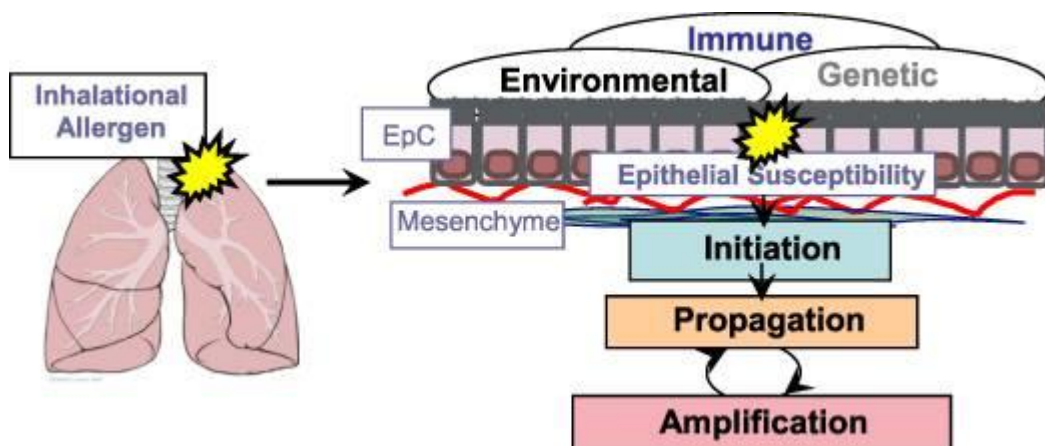 Inhalational
Allergen
Immune
Environmental
Genetic
EpC
Epithelial Susceptibility
Mesenchyme
Initiation
Propagation
Amplification